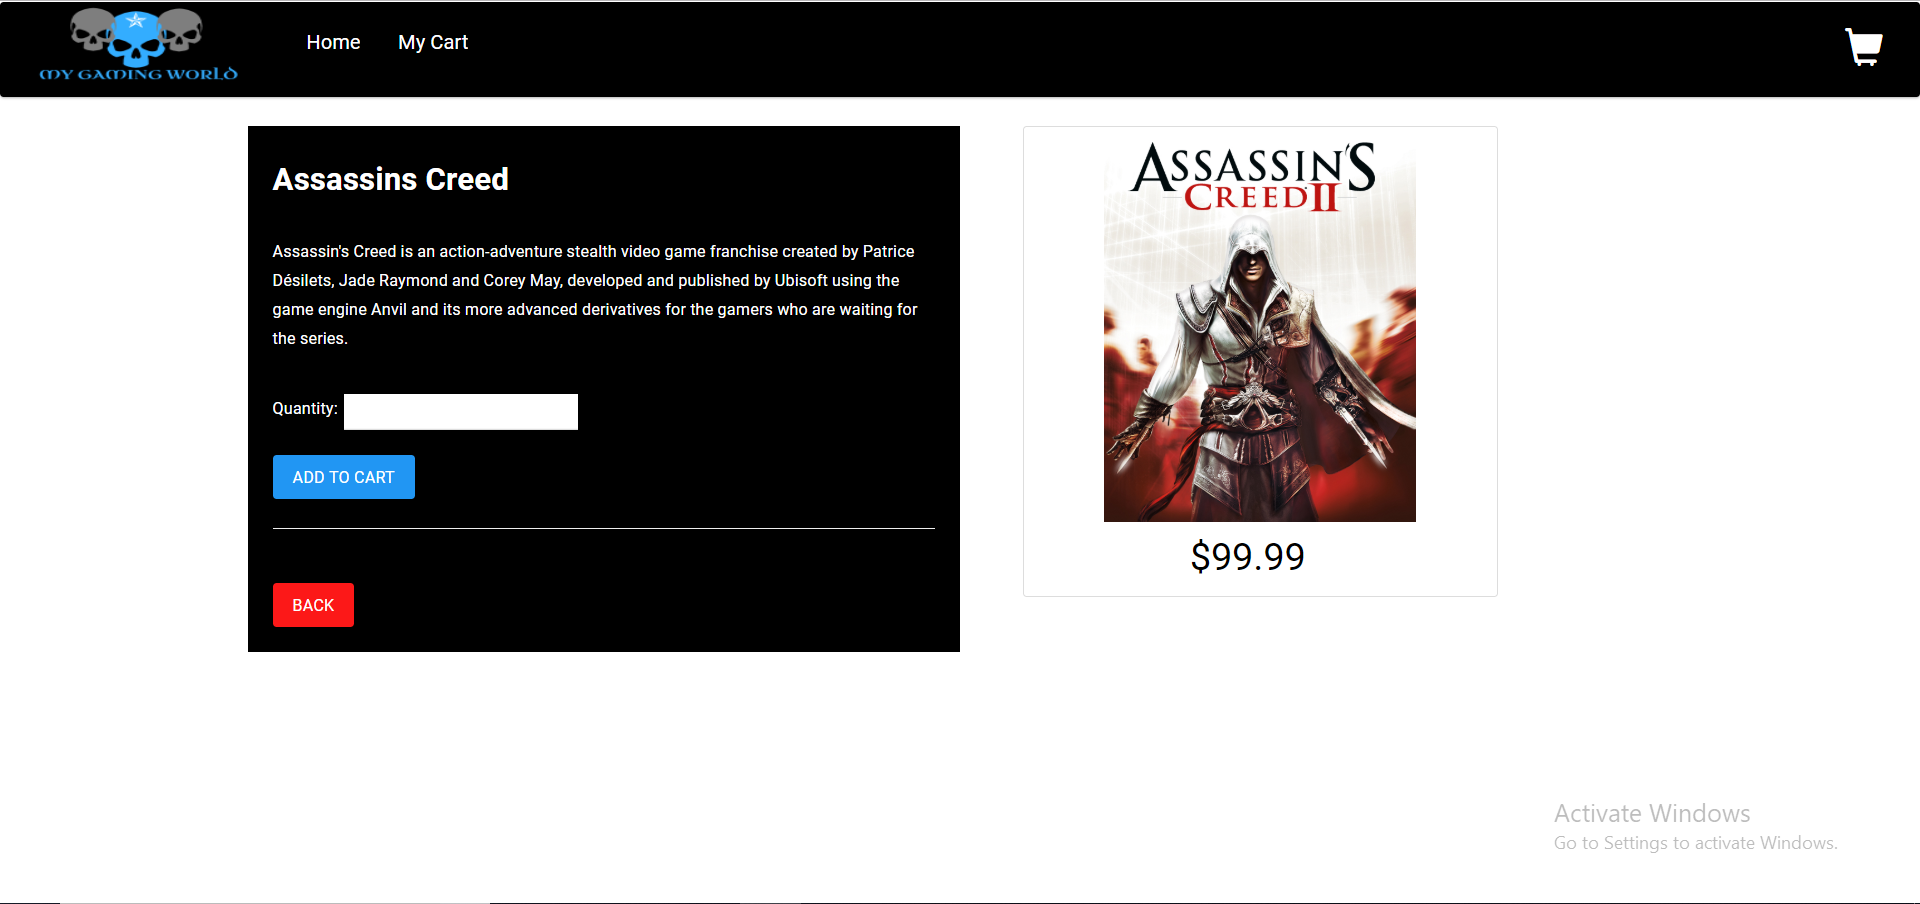 MY GAMING WORLD
Home
My Cart
Assassins Creed
Assassin's Creed is an action-adventure stealth video game franchise created by Patrice
Désilets, Jade Raymond and Corey May, developed and published by Ubisoft using the
game engine Anvil and its more advanced derivatives for the gamers who are waiting for
the series.
Quantity:
ADD TO CART
BACK
ASSASSIN'S
CREED II
$99.99
Activate Windows
Go to Settings to activate Windows.